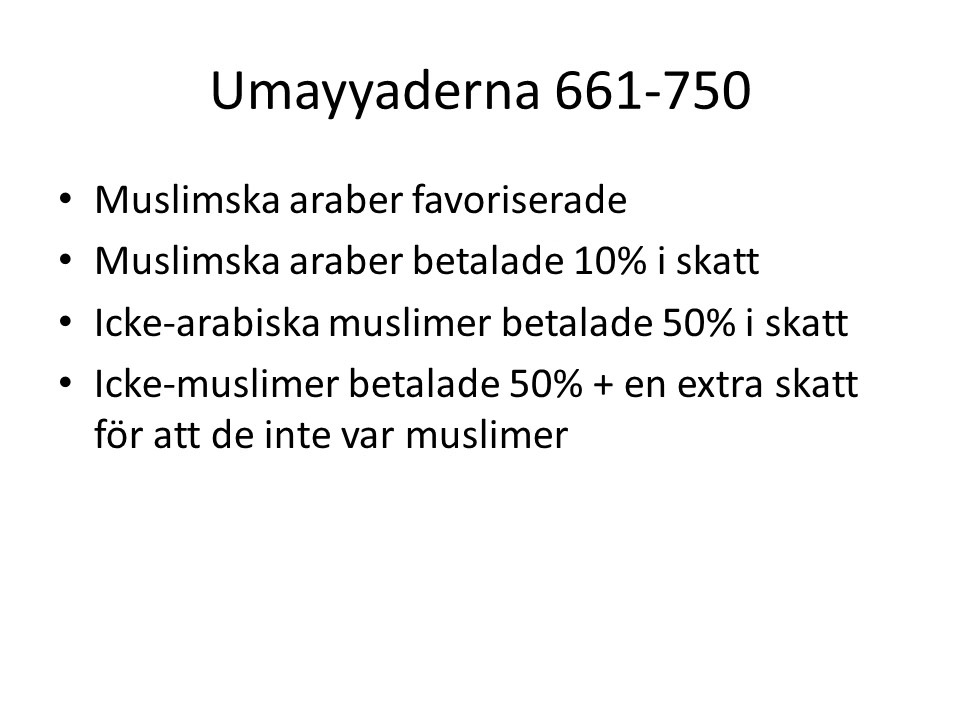 Umayyaderna 661-750
• Muslimska araber favoriserade
• Muslimska araber betalade 10% i skatt
• Icke-arabiska muslimer betalade 50% i skatt
• Icke-muslimer betalade 50% + en extra skatt
för att de inte var muslimer